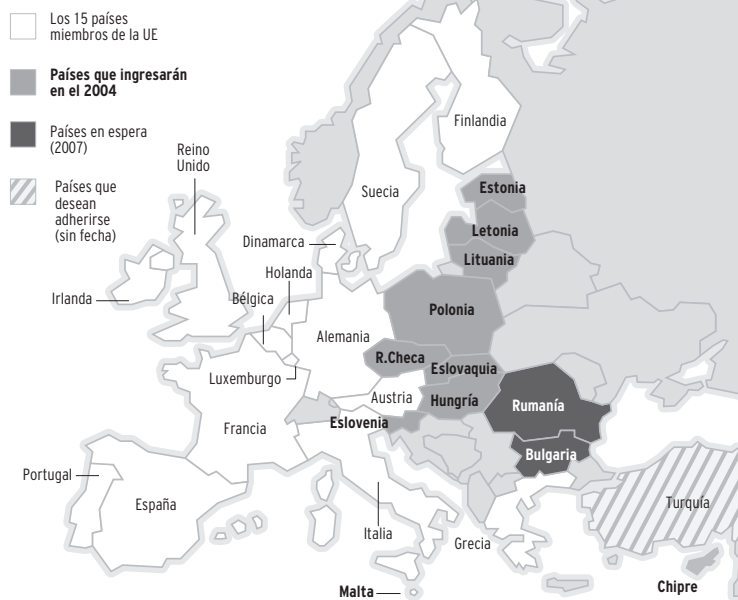 Los 15 países
miembros de la UE
Países que ingresarán
en el 2004
Países en espera
(2007)
Países que
desean
adherirse
(sin fecha)
Reino
Unido
Finlandia
Suecia
Estonia
Letonia
Lituania
Dinamarca
Holanda
Irlanda
Bélgica
Polonia
Alemania
R.Checa
Eslovaquia
Luxemburgo
Austria
Hungría
Rumanía
Francia
Eslovenia
Bulgaria
Portugal
España
Turquía
Italia
Grecia
Malta
Chipre